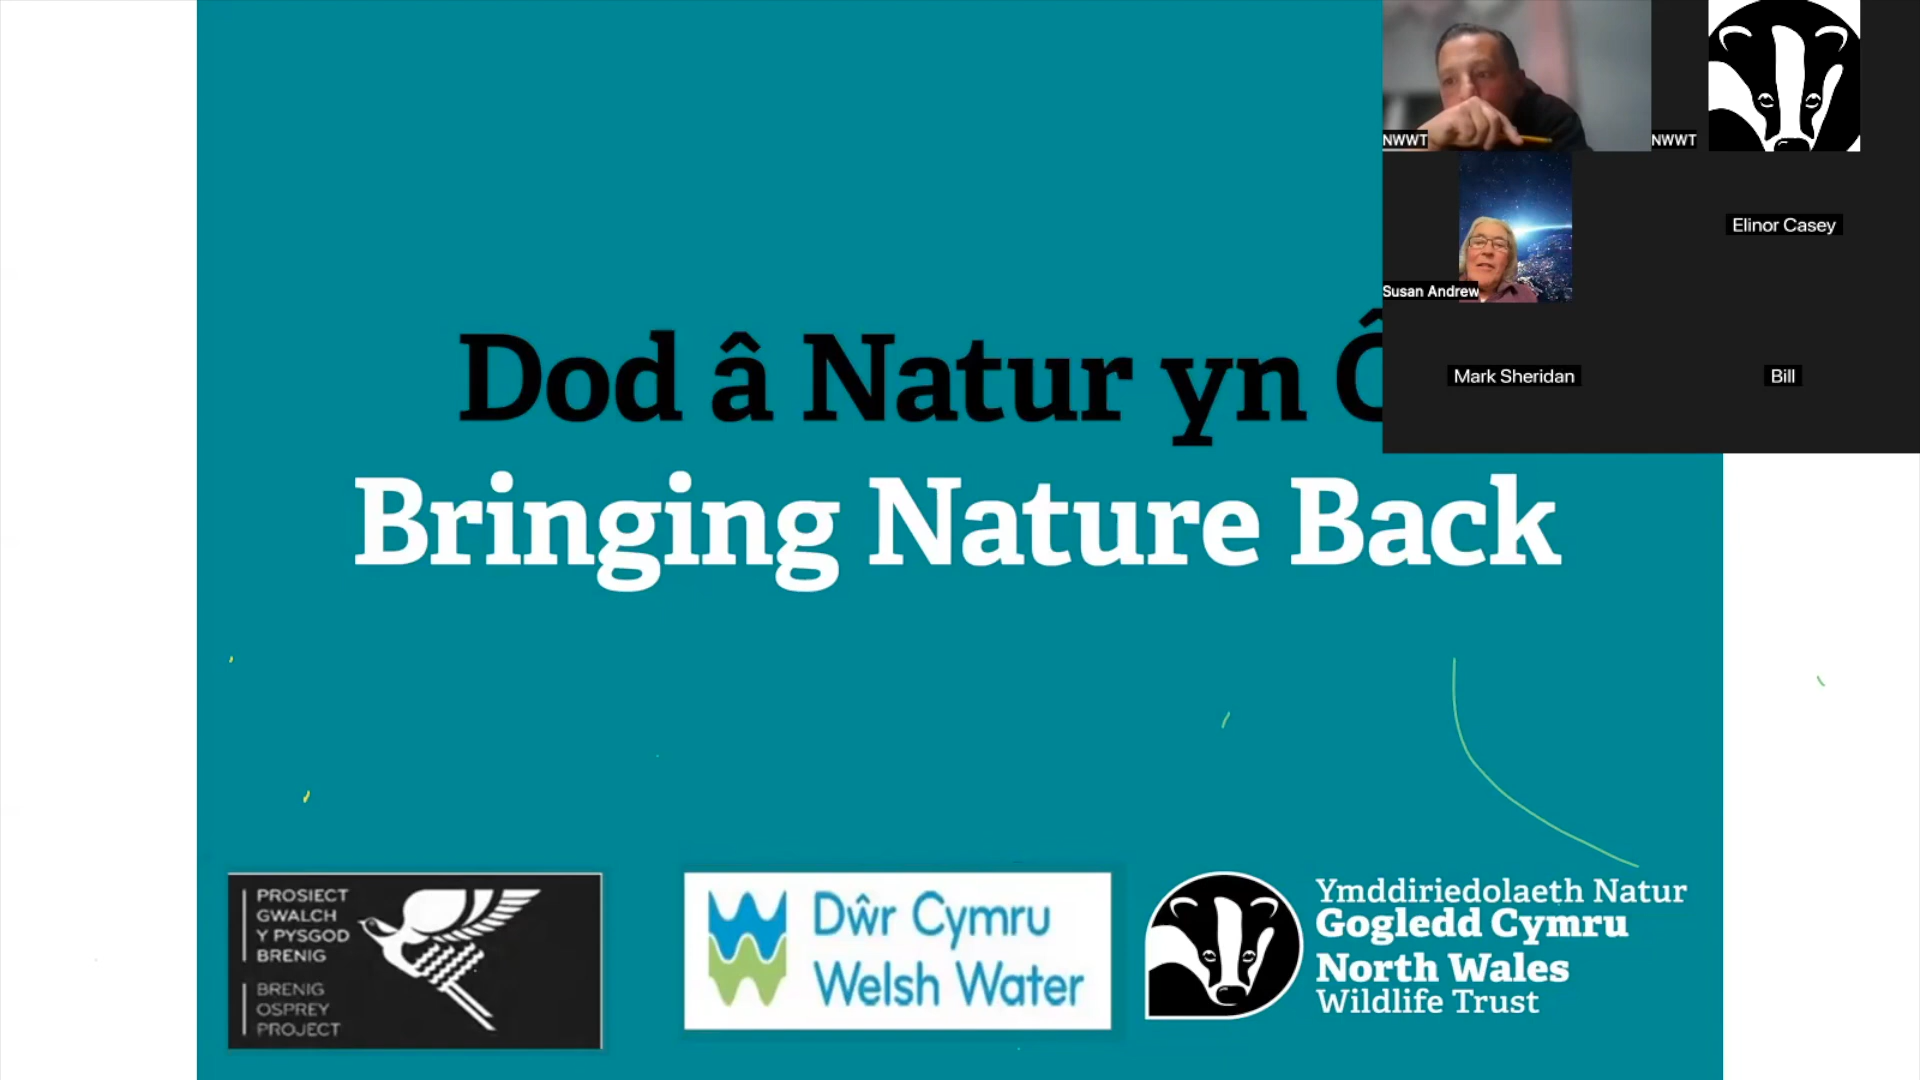 NWWT
NWWT
Susan Andrew
Elinor Casey
Mark Sheridan
Bill
Dod â Natur yn Ô
Bringing Nature Back
PROSIECT
GWALCH
Y PYSGOD
BRENIG
BRENIG
OSPREY
PROJECT
Dŵr Cymru
Welsh Water
Ymddiriedolaeth Natur
Gogledd Cymru
North Wales
Wildlife Trust